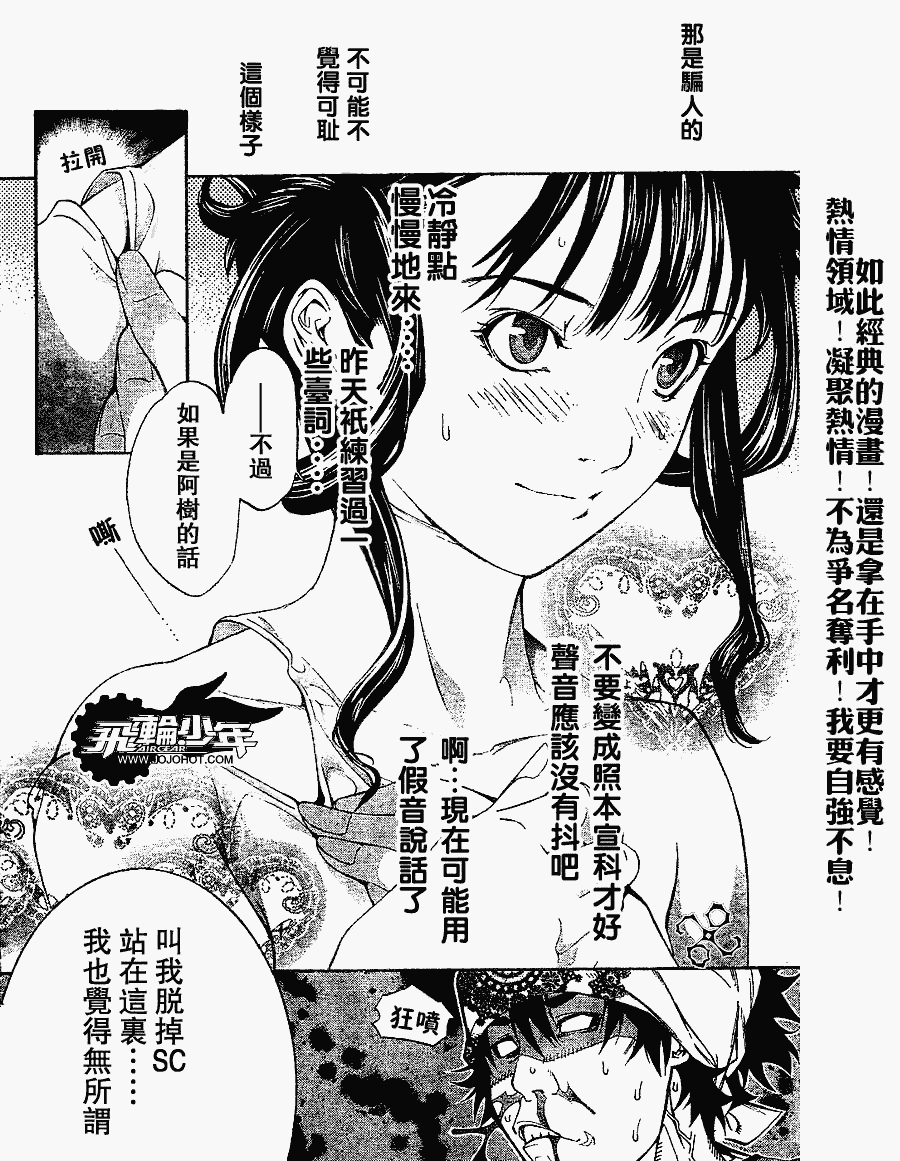 如此經典的漫畫！還是拿在手中才更有感覺！
熱情領域！凝聚熱情！不為爭名奪利！我要自強不息！
那是騙人的
不可能不
覺得可恥
這個樣子
拉開
冷靜點
慢慢地來……
昨天祇練習過一
些臺詞……
——不過
如果是阿樹的話
嘶
不要變成照本宣科才好
聲音應該沒有抖吧
啊…現在可能用
了假音說話了
飛輪少年
AIRGEAR
WWW.JOJOHOT.COM
叫我脱掉SC
站在這裏……
我也覺得無所謂
狂噴